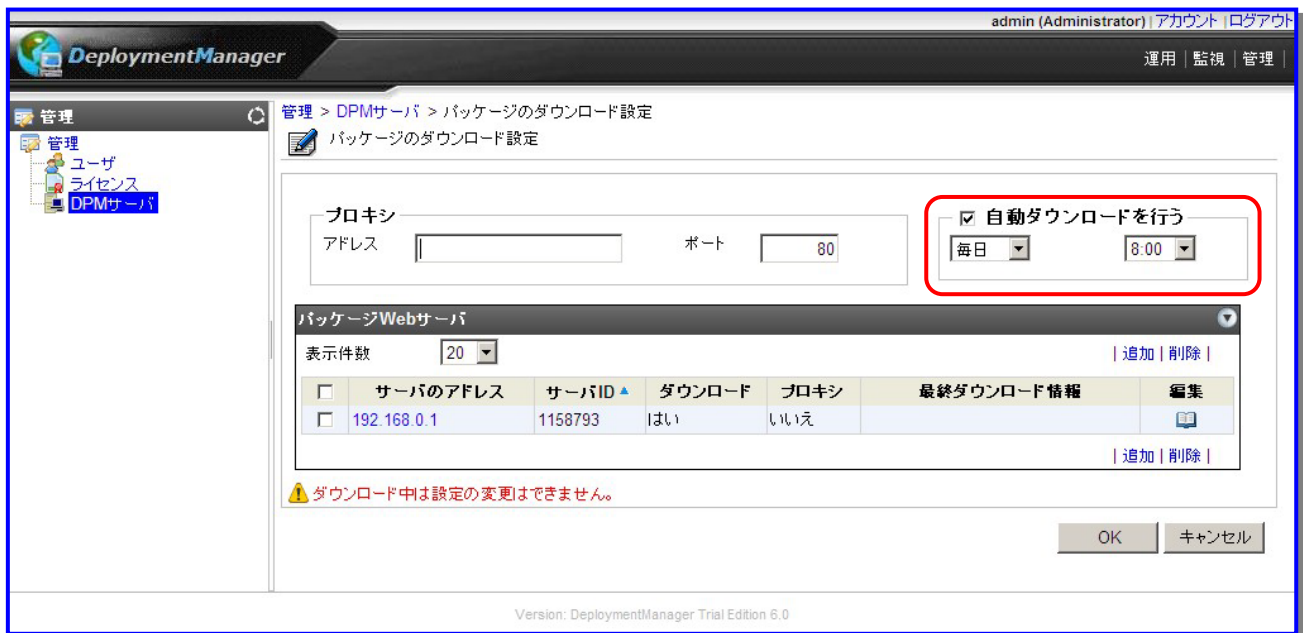 admin (Administrator) | アカウント | ログアウト
DeploymentManager
運用 | 監視 | 管理 |
管理
管理
ユーザ
ライセンス
DPMサーバ
管理 > DPMサーバ > パッケージのダウンロード設定
パッケージのダウンロード設定
プロキシ
アドレス ポート 80
自動ダウンロードを行う
毎日 8:00
パッケージWebサーバ
表示件数 20 | 追加 | 削除 |
サーバのアドレス サーバID ダウンロード プロキシ 最終ダウンロード情報 編集
192.168.0.1 1158793 はい いいえ
| 追加 | 削除 |
ダウンロード中は設定の変更はできません。
OK キャンセル
Version: DeploymentManager Trial Edition 6.0